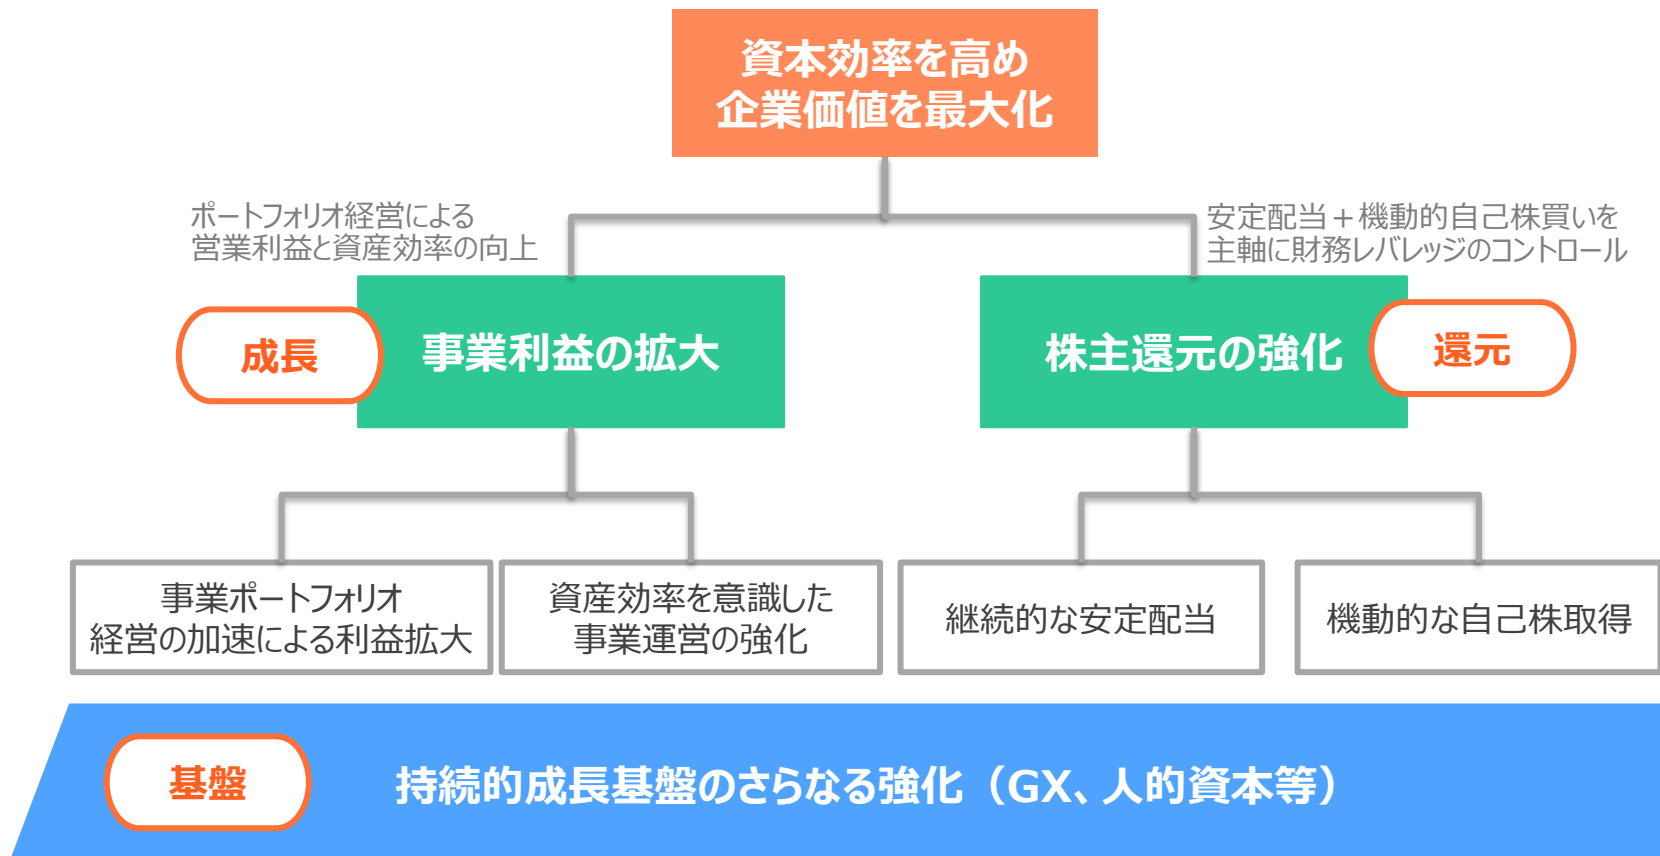 資本効率を高め
企業価値を最大化
ポートフォリオ経営による
営業利益と資産効率の向上
安定配当+機動的自己株買いを
主軸に財務レバレッジのコントロール
成長
事業利益の拡大
株主還元の強化
還元
事業ポートフォリオ
経営の加速による利益拡大
資産効率を意識した
事業運営の強化
継続的な安定配当
機動的な自己株取得
基盤
持続的成長基盤のさらなる強化(GX、人的資本等)